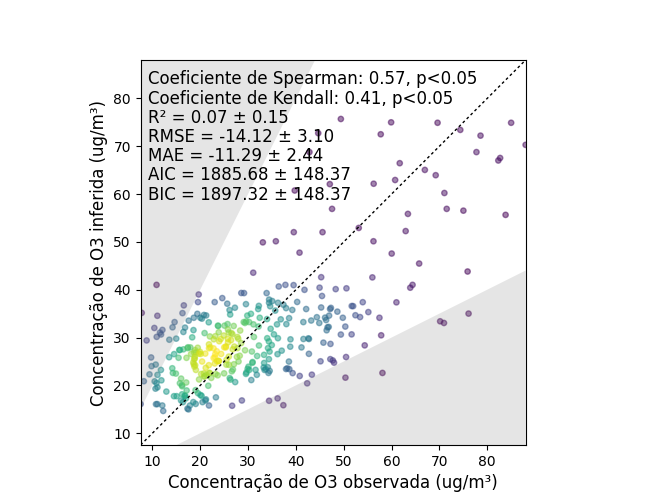 Coeficiente de Spearman: 0.57, p<0.05
Coeficiente de Kendall: 0.41, p<0.05
R² = 0.07 ± 0.15
RMSE = -14.12 ± 3.10
MAE = -11.29 ± 2.44
AIC = 1885.68 ± 148.37
BIC = 1897.32 ± 148.37
Concentração de O3 inferida (ug/m³)
80
70
60
50
40
30
20
10
10 20 30 40 50 60 70 80
Concentração de O3 observada (ug/m³)